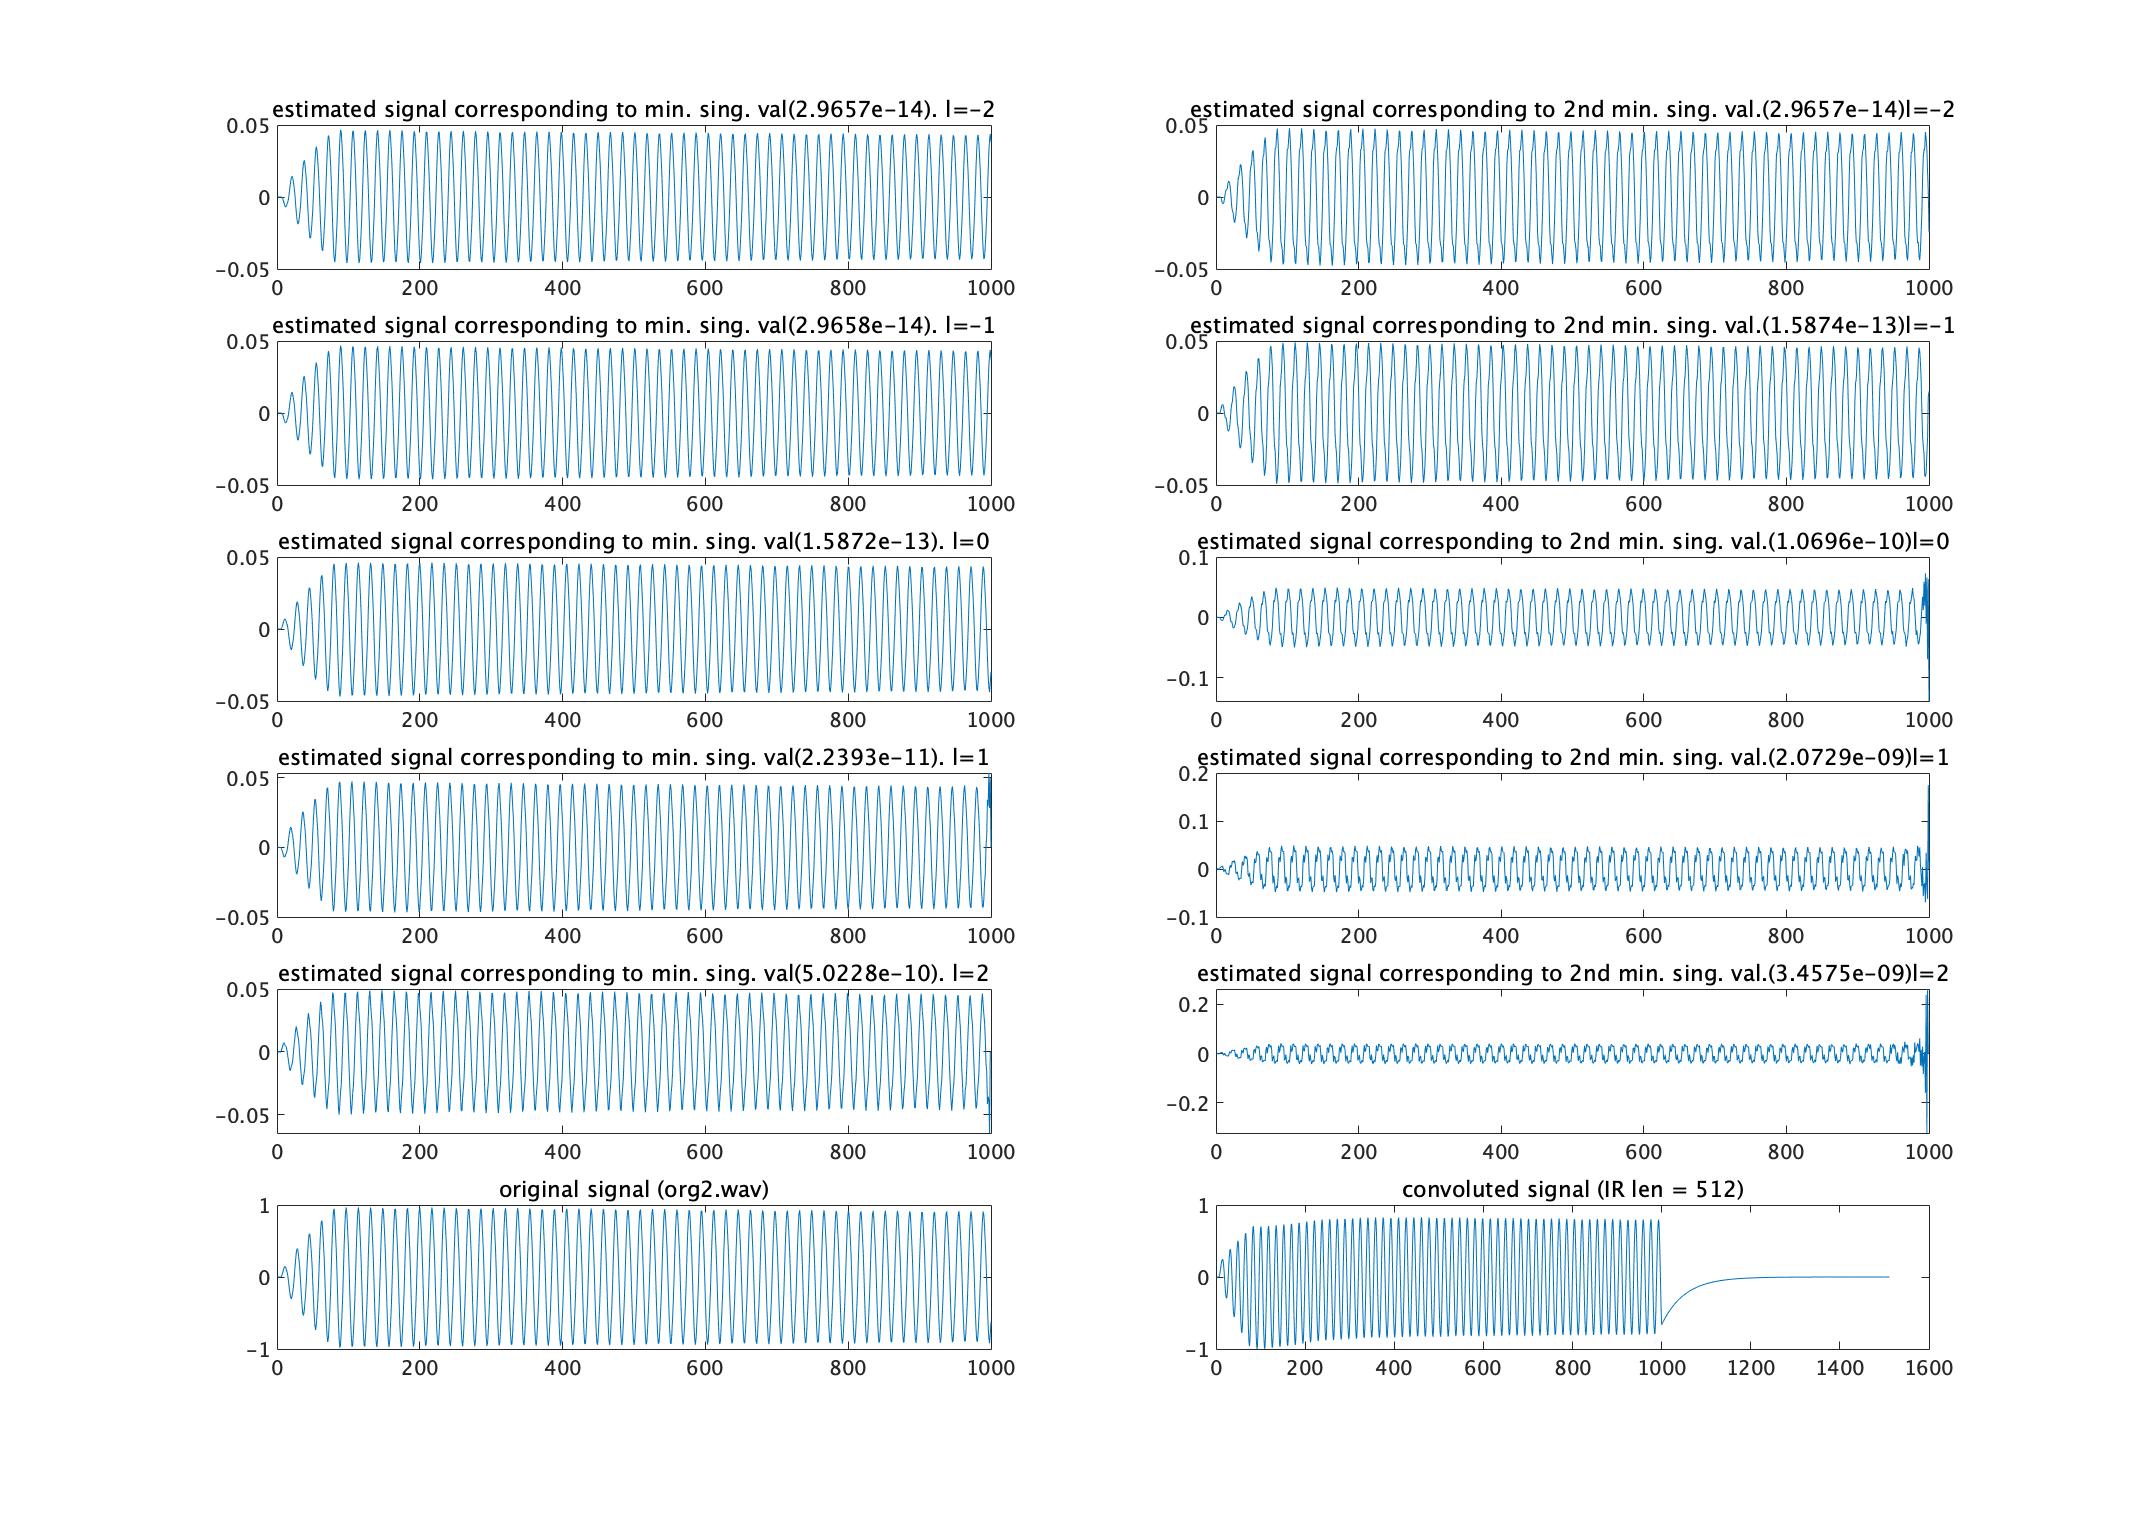 estimated signal corresponding to min. sing. val(2.9657e-14). l=-2
0.05
0
-0.05
0 200 400 600 800 1000
estimated signal corresponding to 2nd min. sing. val.(2.9657e-14)l=-2
0.05
0
-0.05
0 200 400 600 800 1000
estimated signal corresponding to min. sing. val(2.9658e-14). l=-1
0.05
0
-0.05
0 200 400 600 800 1000
estimated signal corresponding to 2nd min. sing. val.(1.5874e-13)l=-1
0.05
0
-0.05
0 200 400 600 800 1000
estimated signal corresponding to min. sing. val(1.5872e-13). l=0
0.05
0
-0.05
0 200 400 600 800 1000
estimated signal corresponding to 2nd min. sing. val.(1.0696e-10)l=0
0.1
0
-0.1
0 200 400 600 800 1000
estimated signal corresponding to min. sing. val(2.2393e-11). l=1
0.05
0
-0.05
0 200 400 600 800 1000
estimated signal corresponding to 2nd min. sing. val.(2.0729e-09)l=1
0.2
0.1
0
-0.1
0 200 400 600 800 1000
estimated signal corresponding to min. sing. val(5.0228e-10). l=2
0.05
0
-0.05
0 200 400 600 800 1000
estimated signal corresponding to 2nd min. sing. val.(3.4575e-09)l=2
0.2
0
-0.2
0 200 400 600 800 1000
original signal (org2.wav)
1
0
-1
0 200 400 600 800 1000
convoluted signal (IR len = 512)
1
0
-1
0 200 400 600 800 1000 1200 1400 1600